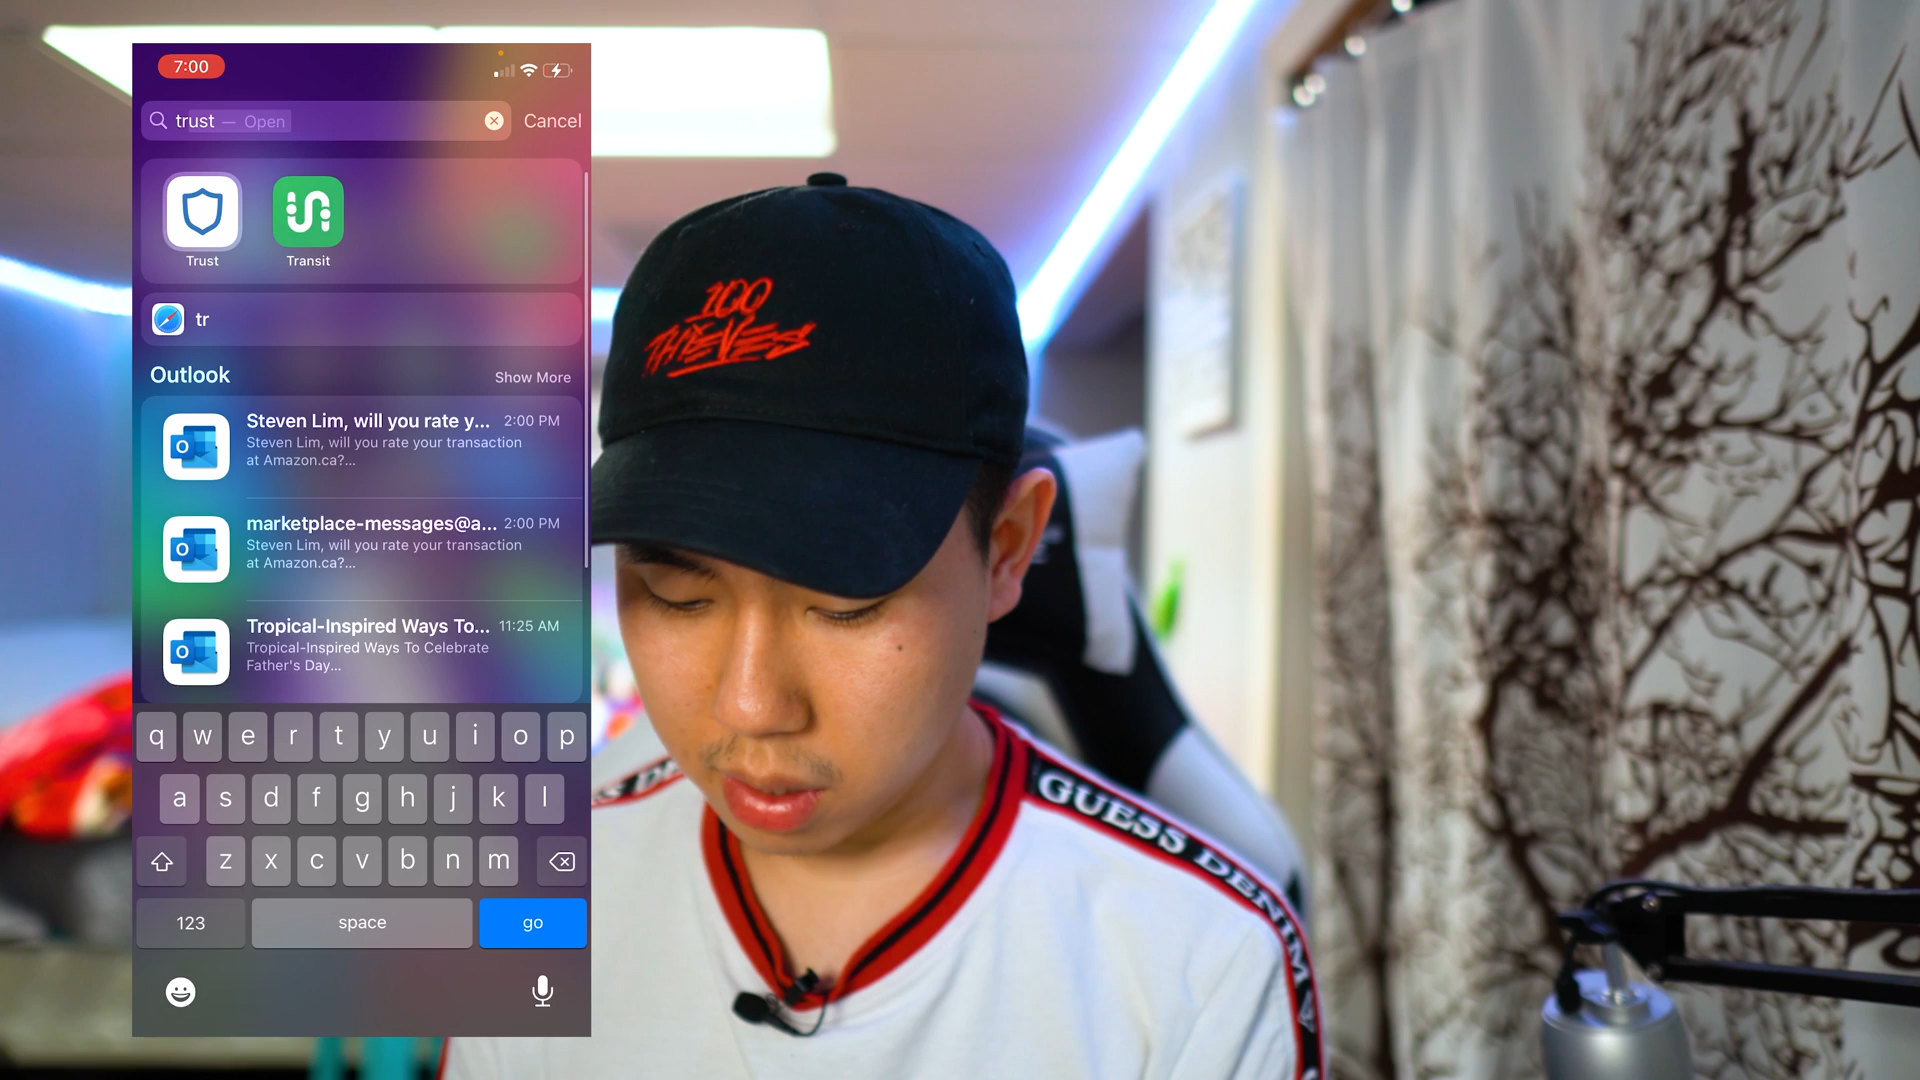 7:00
trust — Open
Cancel
Trust
Transit
tr
Outlook
Show More
Steven Lim, will you rate y... 2:00 PM
Steven Lim, will you rate your transaction
at Amazon.ca?...
marketplace-messages@a... 2:00 PM
Steven Lim, will you rate your transaction
at Amazon.ca?...
Tropical-Inspired Ways To... 11:25 AM
Tropical-Inspired Ways To Celebrate
Father's Day...
q w e r t y u i o p
a s d f g h j k l
z x c v b n m
123
space
go
100
THIEVES
GUESS DENIM